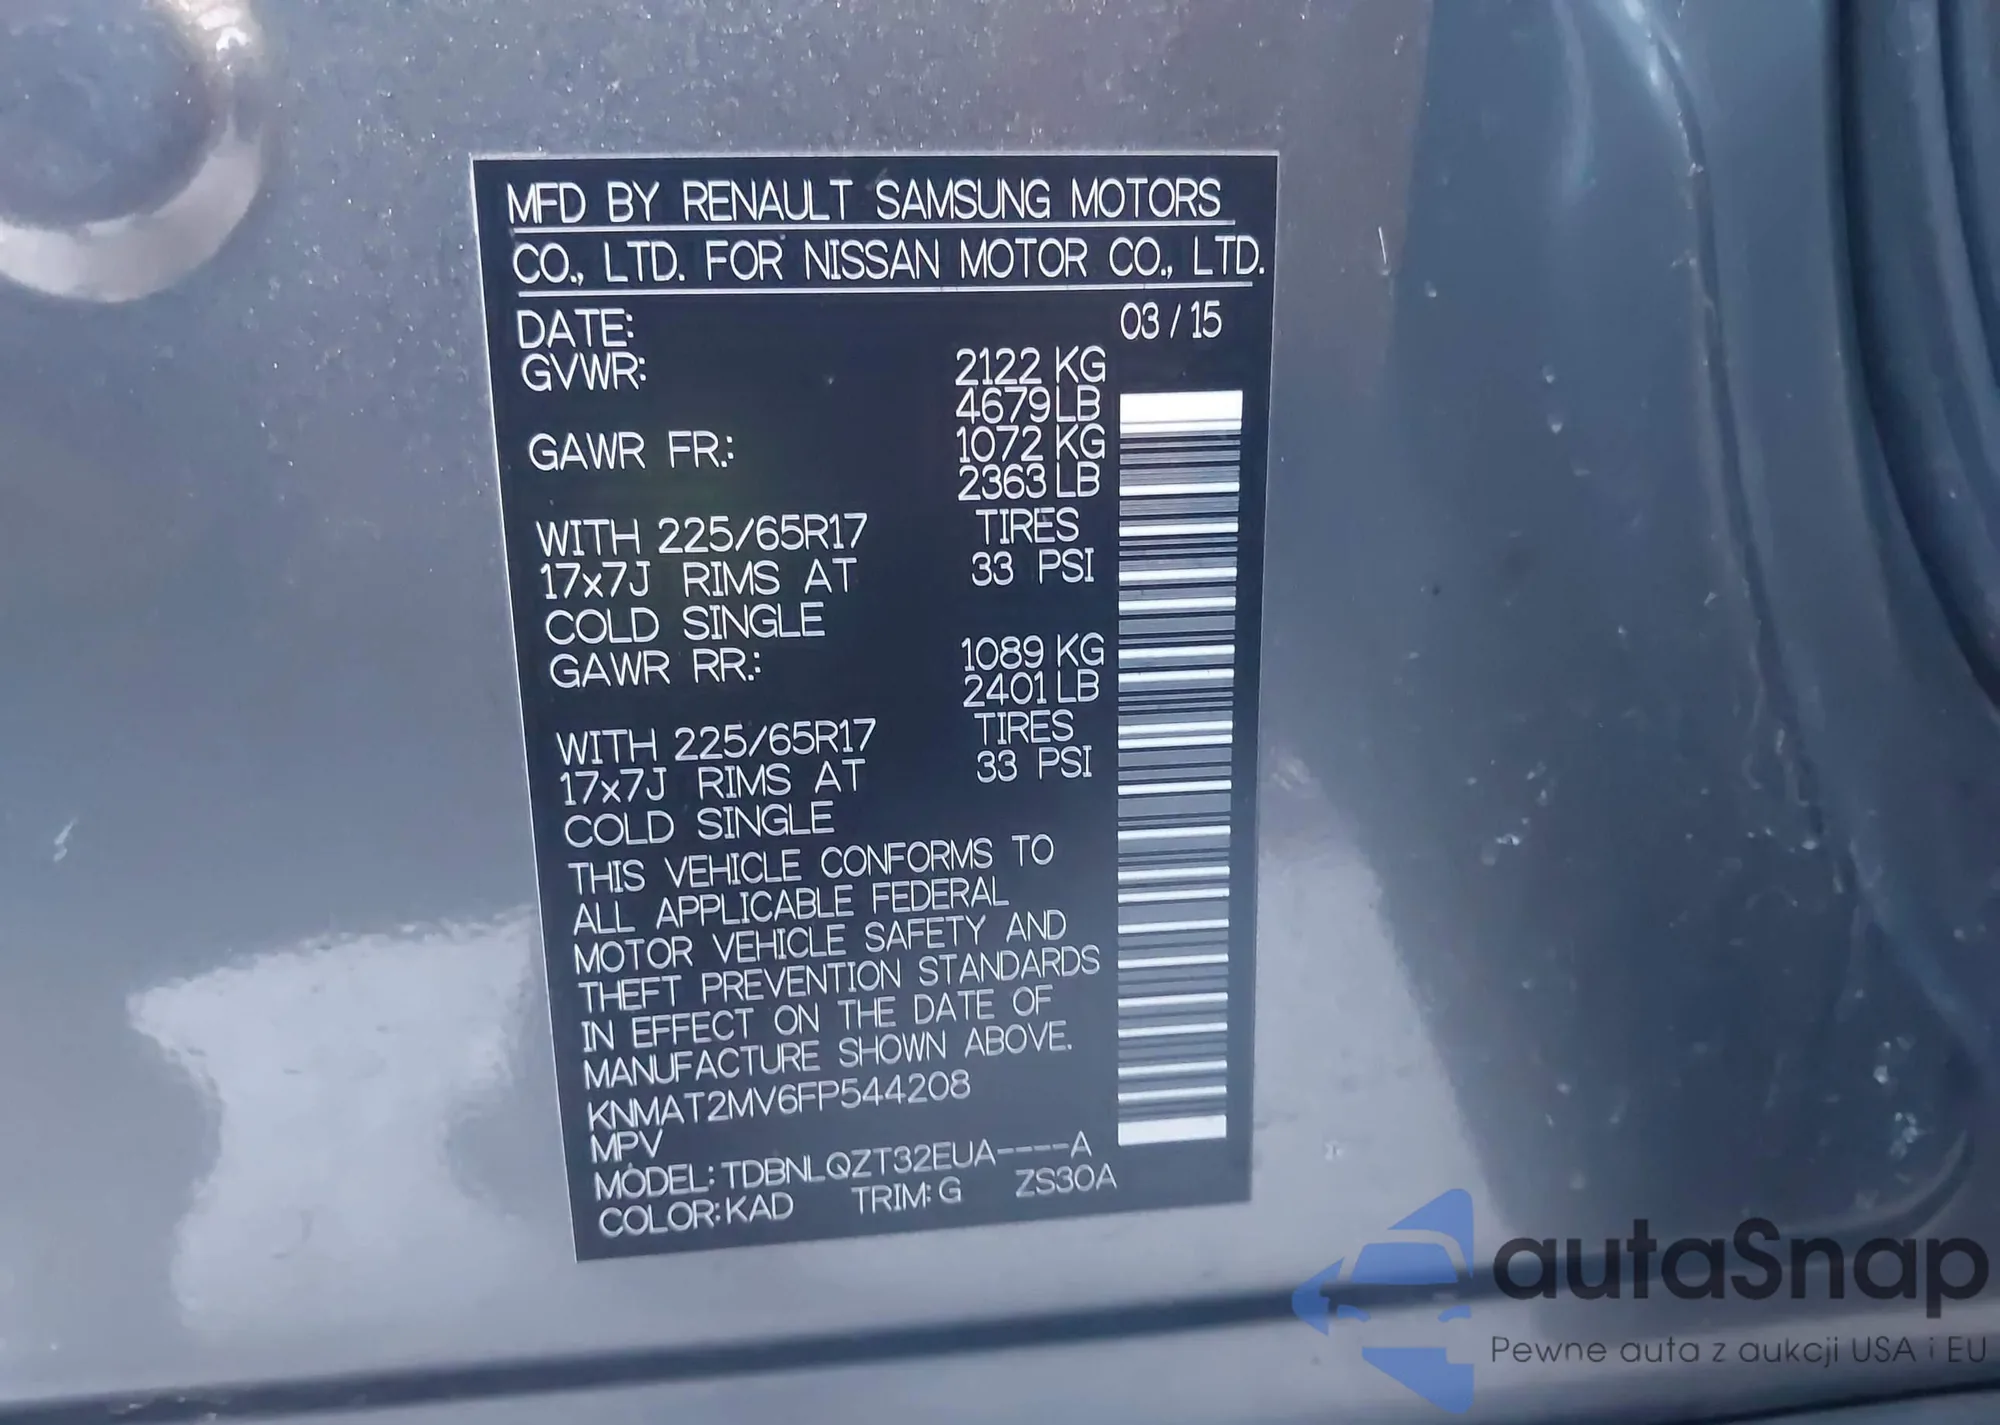 MFD BY RENAULT SAMSUNG MOTORS
CO., LTD. FOR NISSAN MOTOR CO., LTD.
DATE: 03 / 15
GVWR: 2122 KG
4679 LB
GAWR FR.: 1072 KG
2363 LB
WITH 225/65R17 TIRES
17x7J RIMS AT 33 PSI
COLD SINGLE
GAWR RR.: 1089 KG
2401 LB
WITH 225/65R17 TIRES
17x7J RIMS AT 33 PSI
COLD SINGLE
THIS VEHICLE CONFORMS TO
ALL APPLICABLE FEDERAL
MOTOR VEHICLE SAFETY AND
THEFT PREVENTION STANDARDS
IN EFFECT ON THE DATE OF
MANUFACTURE SHOWN ABOVE.
KNMAT2MV6FP544208
MPV
MODEL: TDBNLQZT32EUA----A
COLOR: KAD TRIM: G ZS30A
autaSnap
Pewne auta z aukcji USA i EU